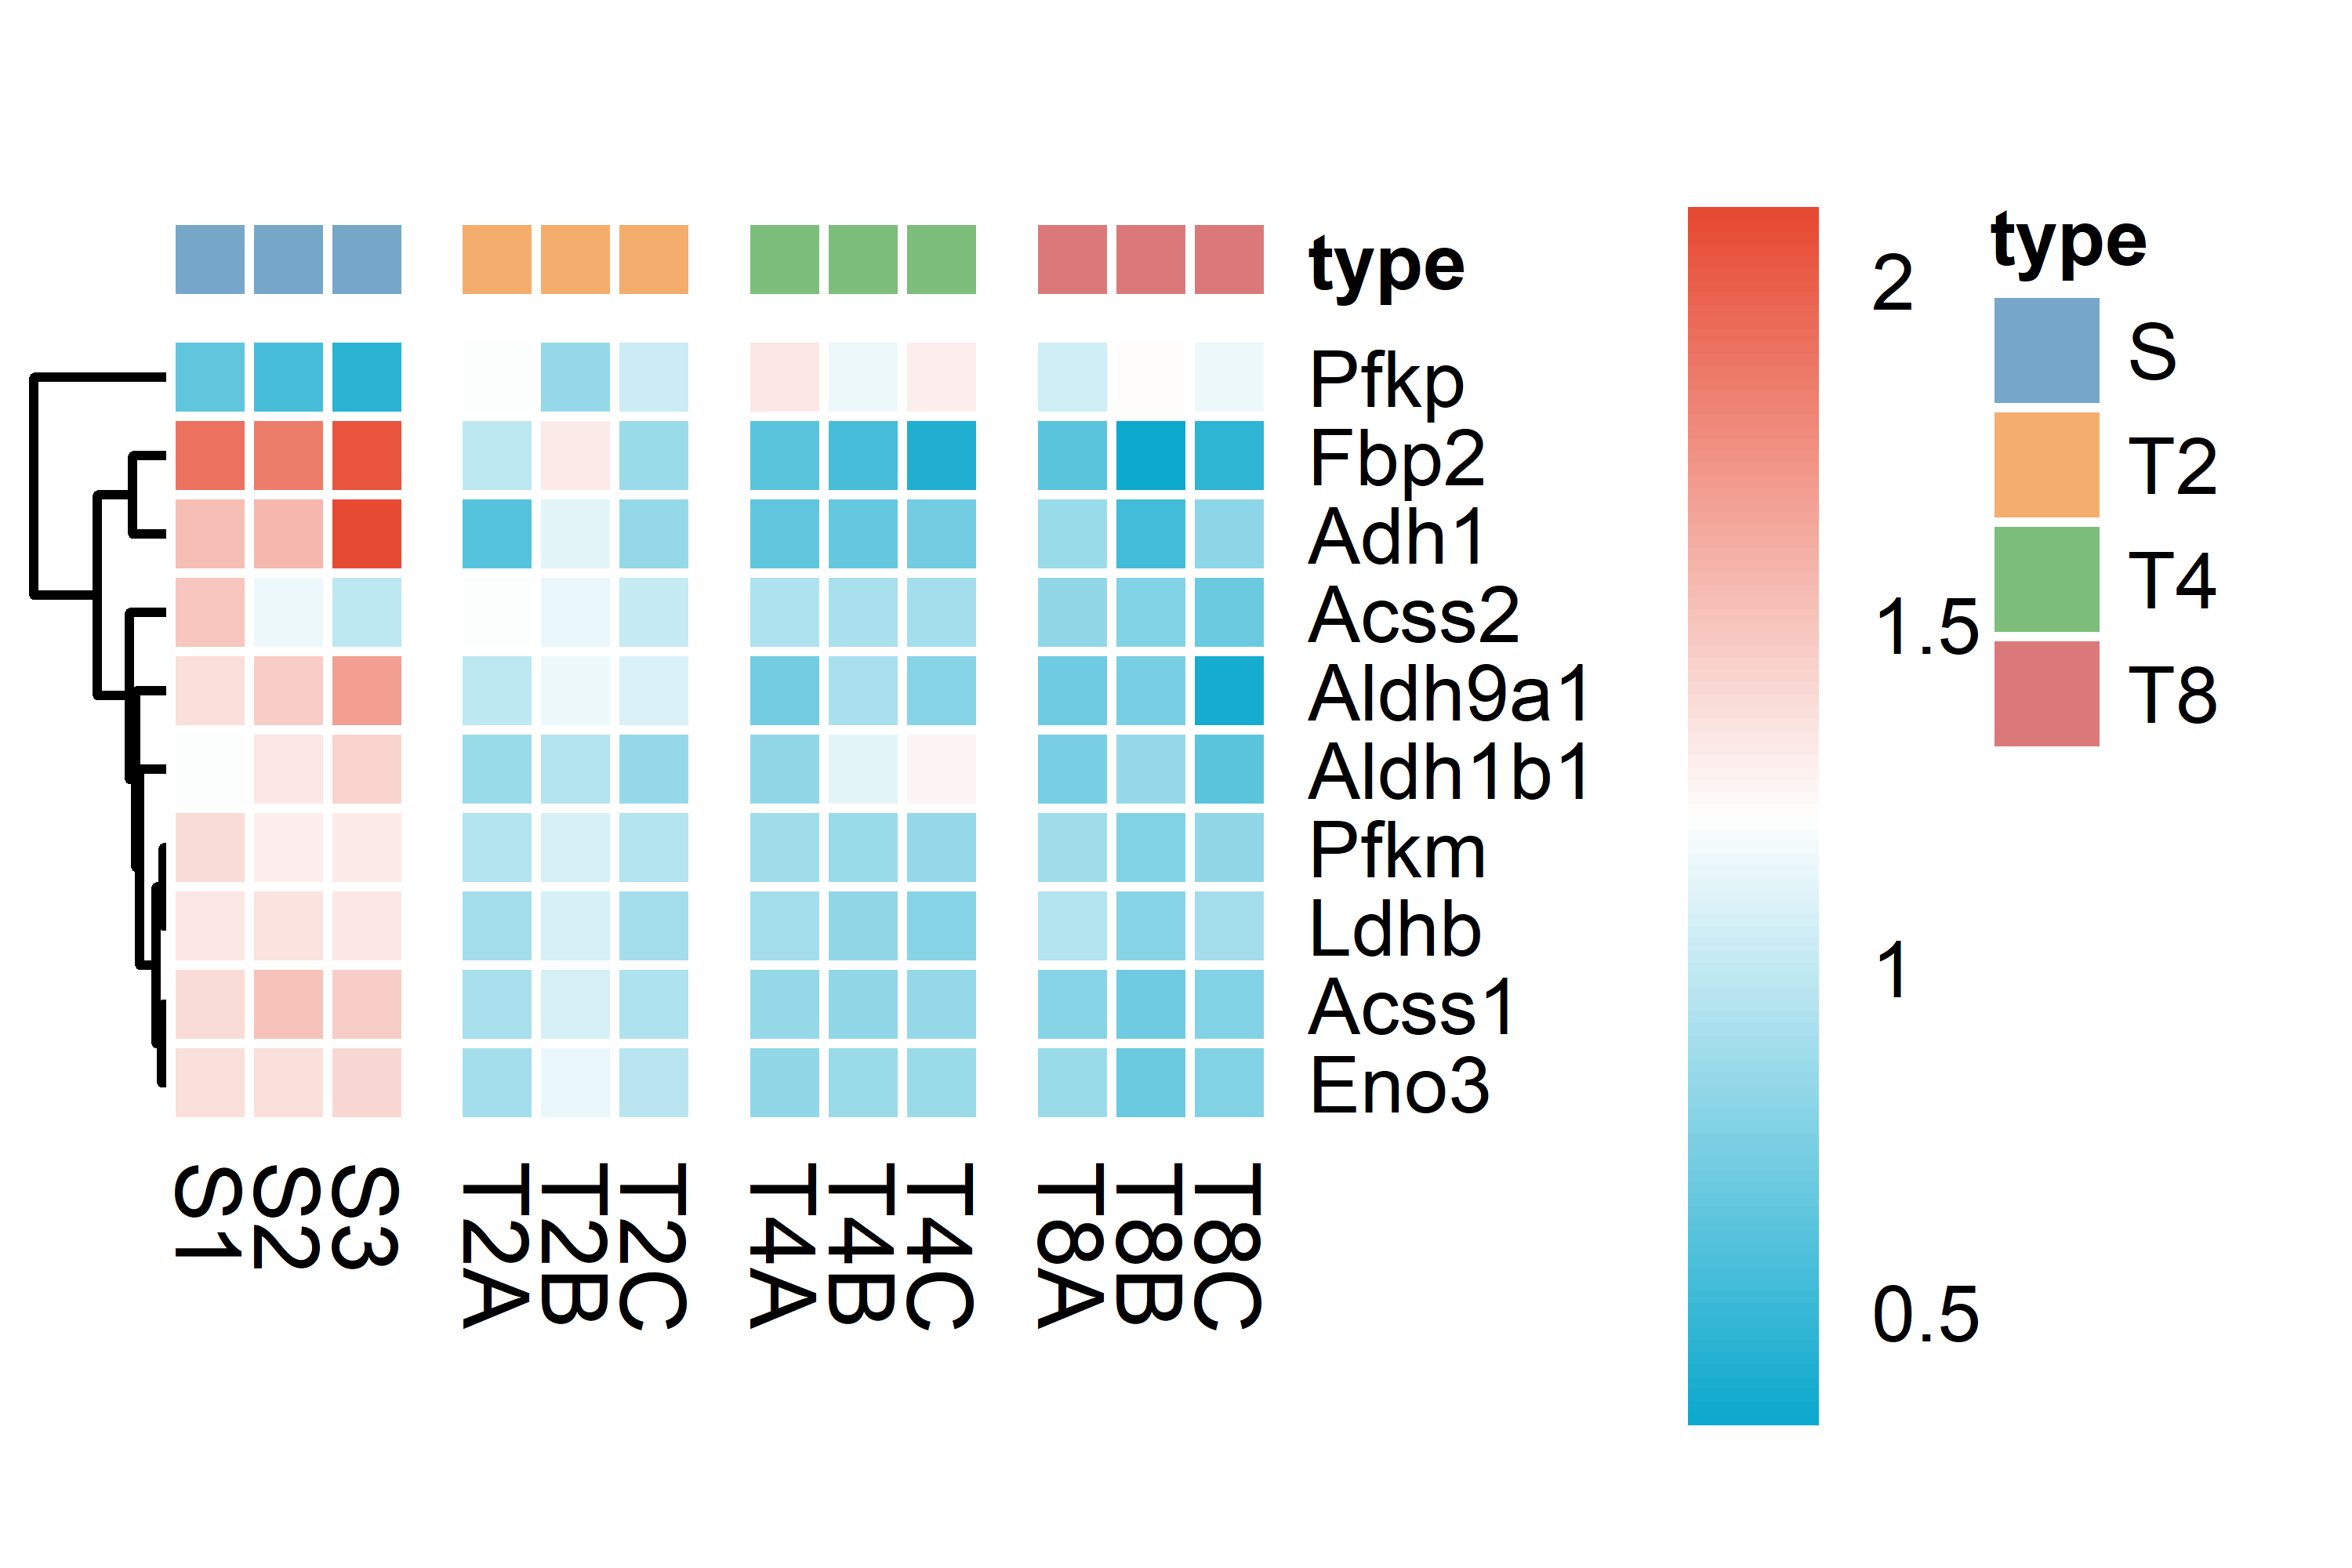 type
Pfkp
Fbp2
Adh1
Acss2
Aldh9a1
Aldh1b1
Pfkm
Ldhb
Acss1
Eno3
S1
S2
S3
T2A
T2B
T2C
T4A
T4B
T4C
T8A
T8B
T8C
2
1.5
1
0.5
type
S
T2
T4
T8